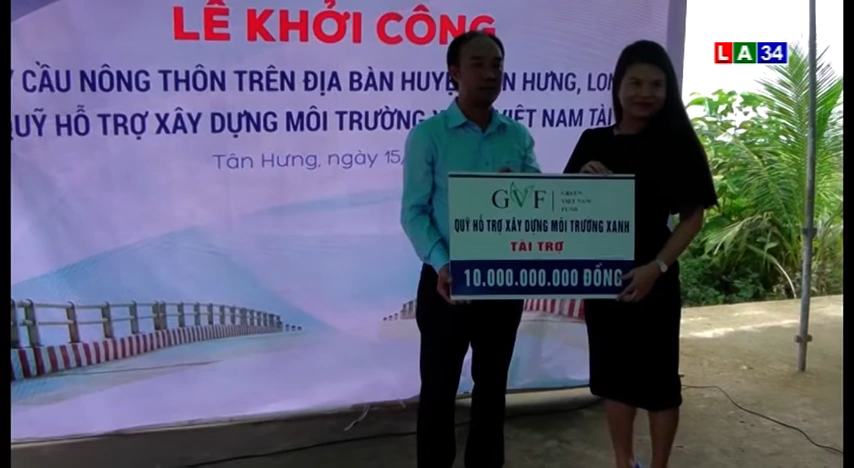 LỄ KHỞI CÔNG
LA34
CẦU NÔNG THÔN TRÊN ĐỊA BÀN HUYỆN HƯNG, LON
QUỸ HỖ TRỢ XÂY DỰNG MÔI TRƯỜNG VIỆT NAM TÀI
Tân Hưng, ngày 15
GVF GREEN
VIET NAM
FUND
QUỸ HỖ TRỢ XÂY DỰNG MÔI TRƯỜNG XANH
TÀI TRỢ
10.000.000.000 ĐỒNG